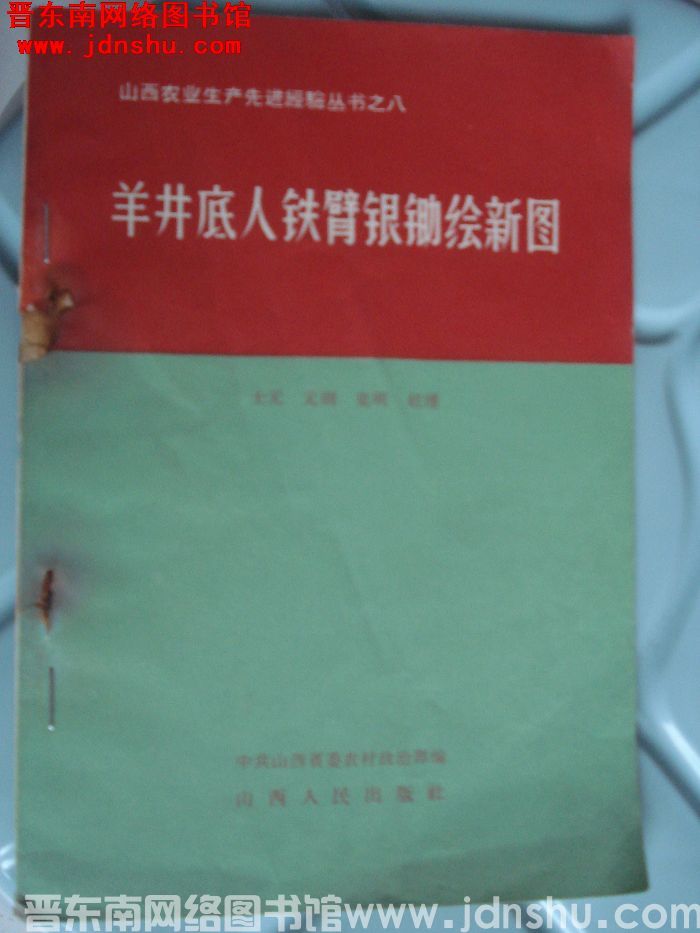 晋东南网络图书馆
www.jdnshu.com
山西农业生产先进经验丛书之八
羊井底人铁臂银锄绘新图
中共山西省委农村政治部编
山西人民出版社
晋东南网络图书馆www.jdnshu.com